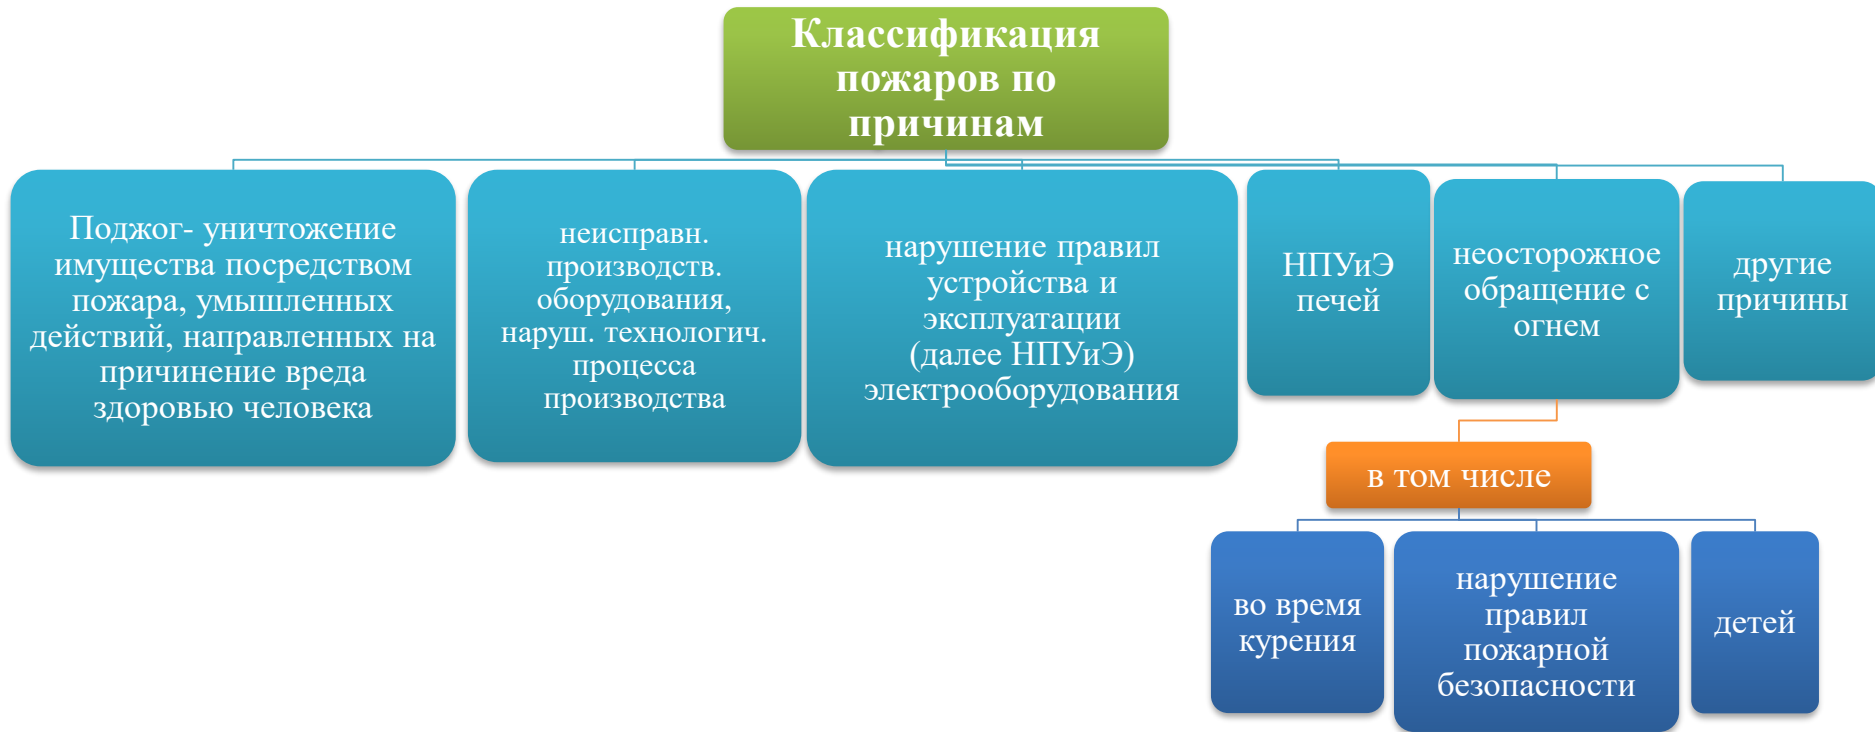 Классификация
пожаров по
причинам
Поджог- уничтожение
имущества посредством
пожара, умышленных
действий, направленных на
причинение вреда
здоровью человека
неисправн.
производств.
оборудования,
наруш. технологич.
процесса
производства
нарушение правил
устройства и
эксплуатации
(далее НПУиЭ)
электрооборудования
НПУиЭ
печей
неосторожное
обращение с
огнем
другие
причины
в том числе
во время
курения
нарушение
правил
пожарной
безопасности
детей